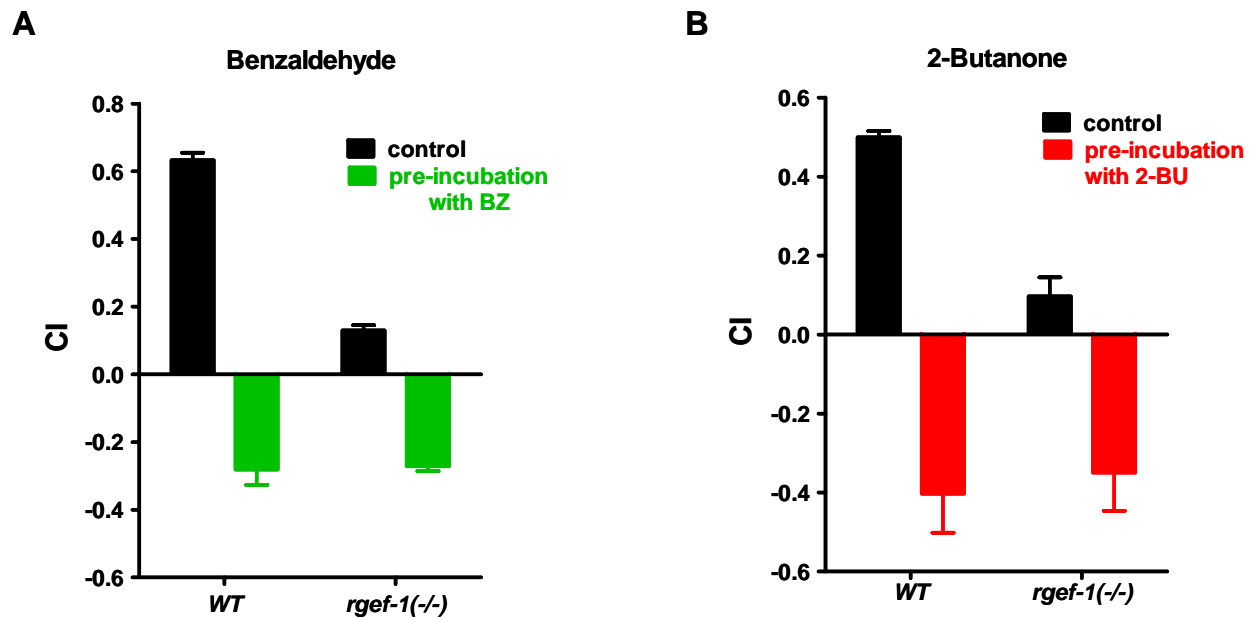 A
Benzaldehyde
0.8
0.6
0.4
0.2
0.0
-0.2
-0.4
-0.6
CI
control
pre-incubation
with BZ
WT
rgef-1(-/-)
B
2-Butanone
0.6
0.4
0.2
0.0
-0.2
-0.4
-0.6
CI
control
pre-incubation
with 2-BU
WT
rgef-1(-/-)